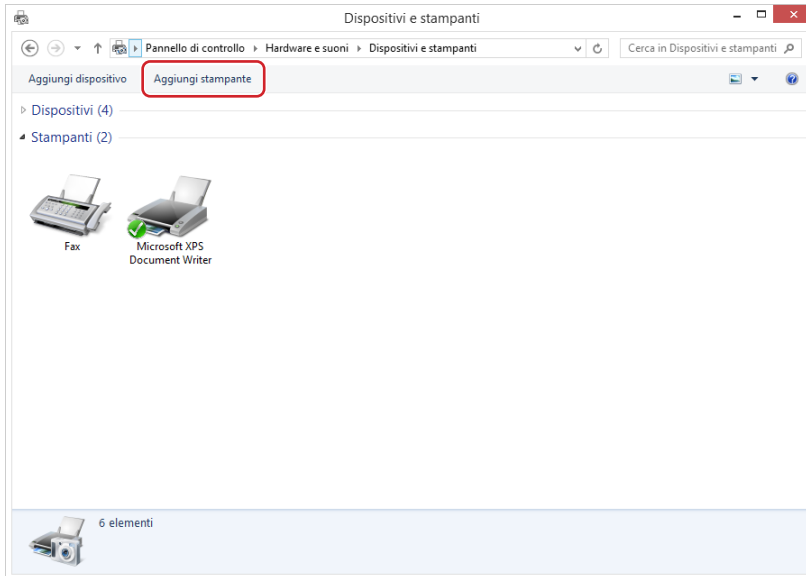 Dispositivi e stampanti
Pannello di controllo Hardware e suoni Dispositivi e stampanti Cerca in Dispositivi e stampanti
Aggiungi dispositivo Aggiungi stampante
Dispositivi (4)
Stampanti (2)
Fax
Microsoft XPS
Document Writer
6 elementi